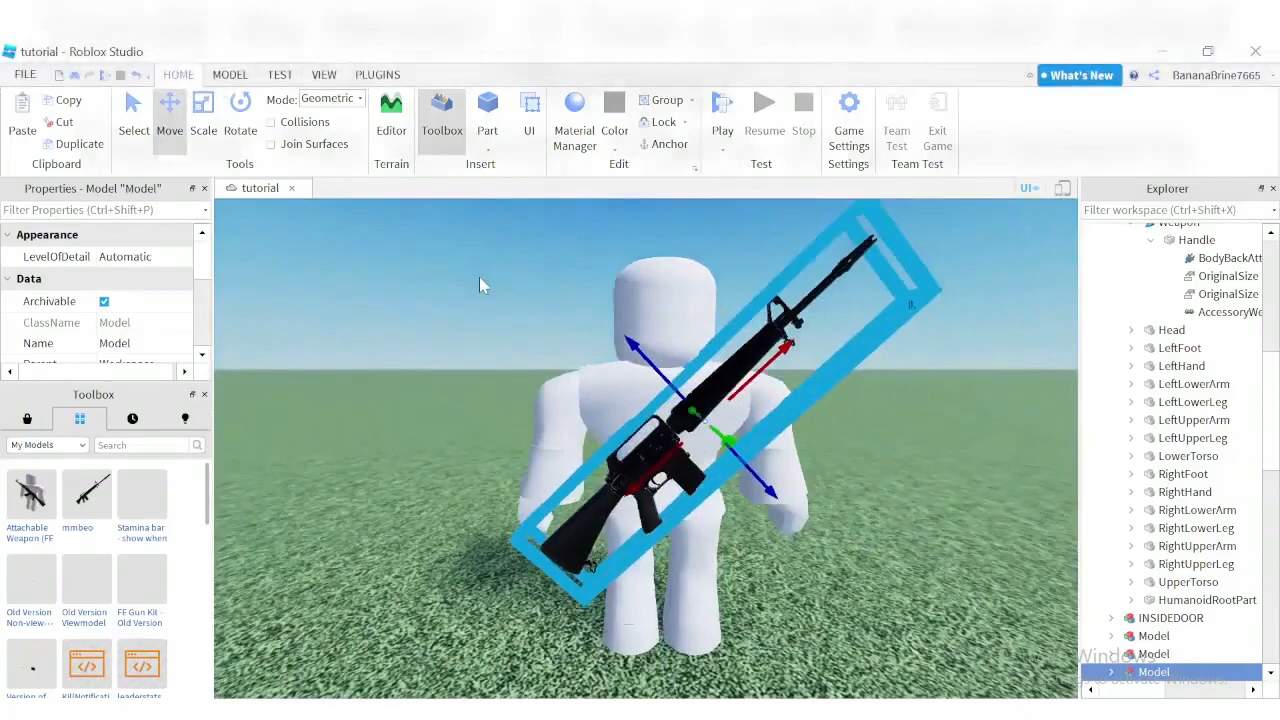 tutorial - Roblox Studio
FILE HOME MODEL TEST VIEW PLUGINS What's New BananaBrine7665
Paste Copy Cut Duplicate
Select Move Scale Rotate
Mode: Geometric
Collisions
Join Surfaces
Editor Toolbox Part UI
Material Manager Color
Group
Lock
Anchor
Play Resume Stop
Game Settings
Team Test
Exit Game
Clipboard Tools Terrain Insert Edit Test Settings Team Test
Properties - Model "Model"
Filter Properties (Ctrl+Shift+P)
Appearance
LevelOfDetail Automatic
Data
Archivable
ClassName Model
Name Model
Toolbox
My Models Search
Attachable Weapon (FE
mmbeo
Stamina bar - show when
Old Version Non-view---
Old Version Viewmodel
FE Gun Kit - Old Version
Version of
KillNotificati
leaderstats
tutorial
UI
Explorer
Filter workspace (Ctrl+Shift+X)
Weapon
Handle
BodyBackAtt
OriginalSize
OriginalSize
AccessoryWe
Head
LeftFoot
LeftHand
LeftLowerArm
LeftLowerLeg
LeftUpperArm
LeftUpperLeg
LowerTorso
RightFoot
RightHand
RightLowerArm
RightLowerLeg
RightUpperArm
RightUpperLeg
UpperTorso
HumanoidRootPart
INSIDEDOOR
Model
Model
Model